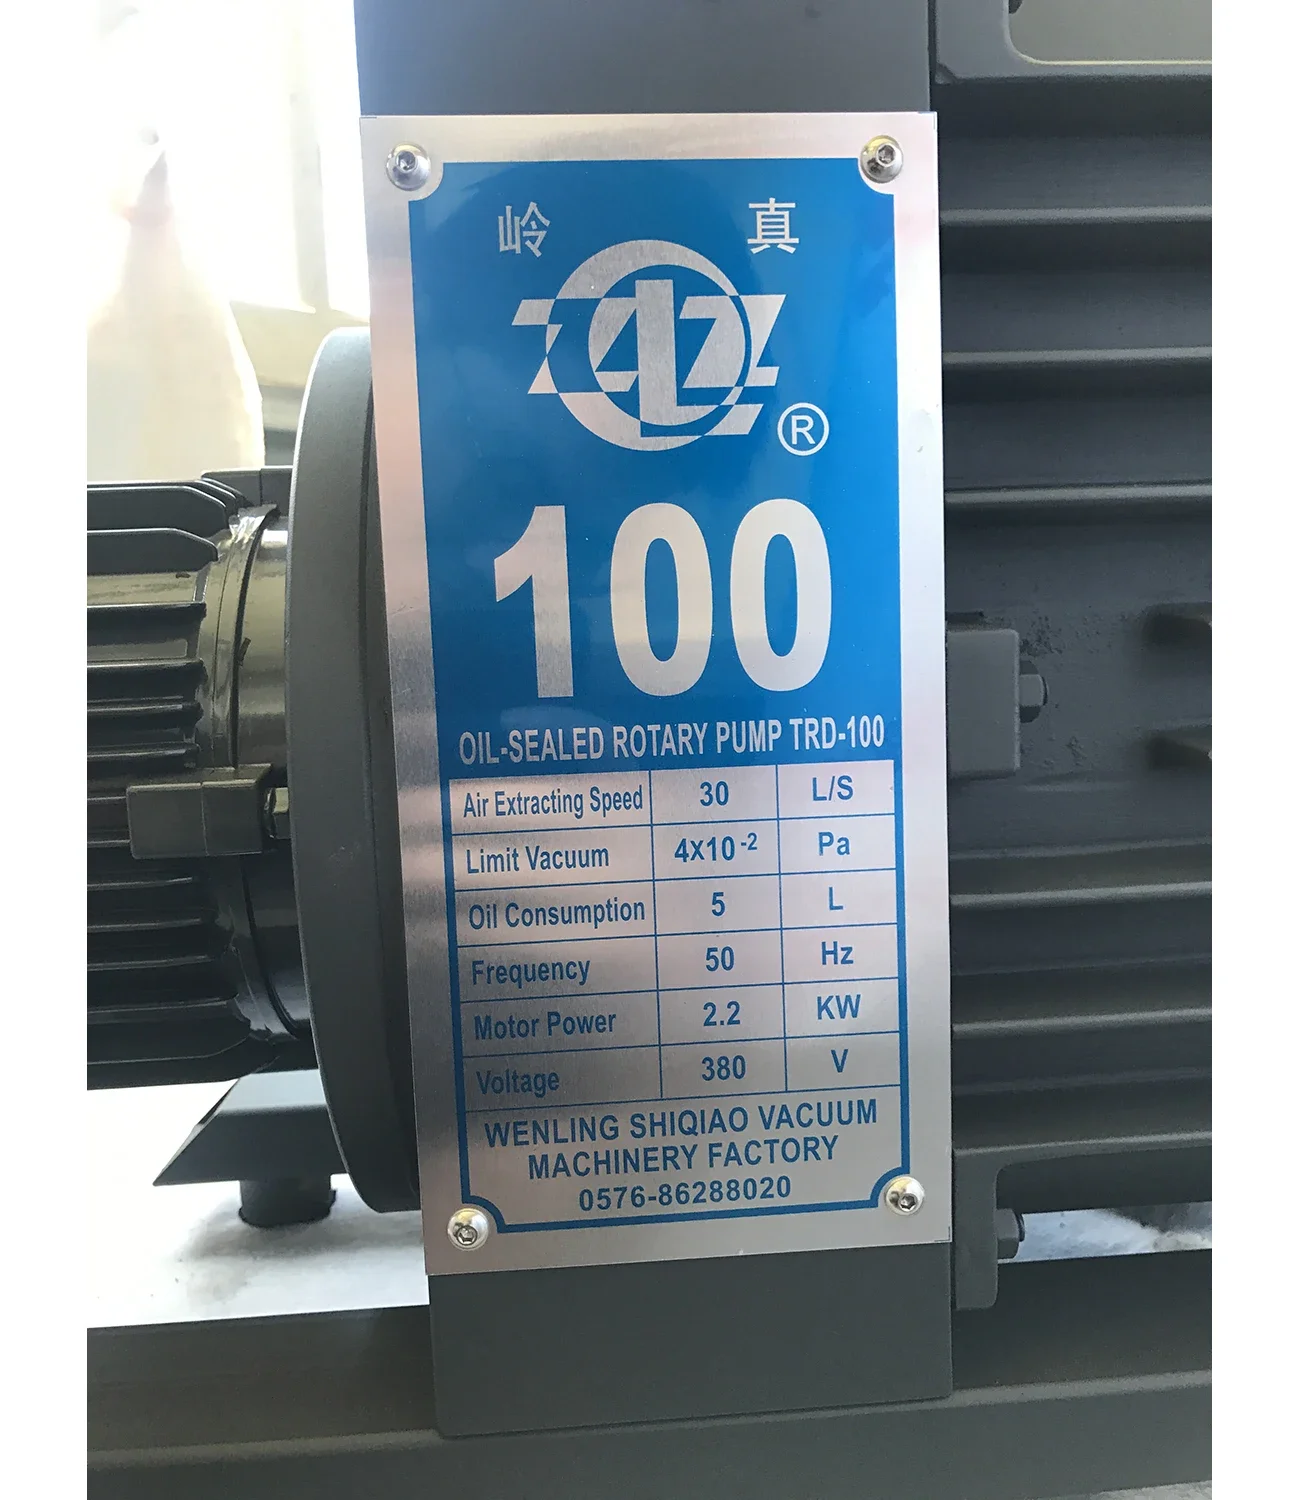 岭 真
ZLZ
®
100
OIL-SEALED ROTARY PUMP TRD-100
Air Extracting Speed 30 L/S
Limit Vacuum 4X10⁻² Pa
Oil Consumption 5 L
Frequency 50 Hz
Motor Power 2.2 KW
Voltage 380 V
WENLING SHIQIAO VACUUM
MACHINERY FACTORY
0576-86288020